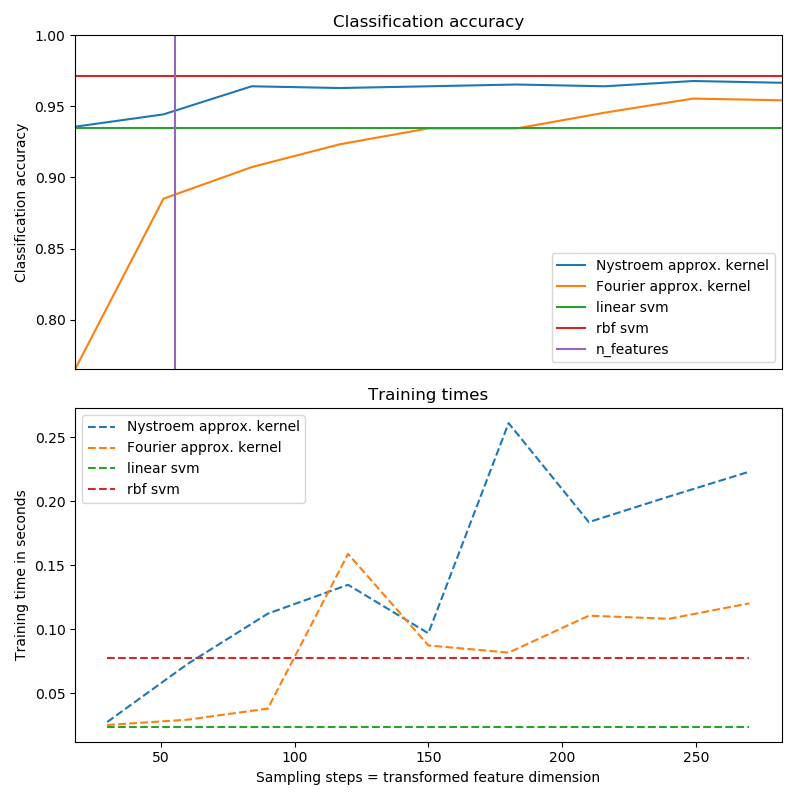 Classification accuracy
Classification accuracy
1.00
0.95
0.90
0.85
0.80
Nystroem approx. kernel
Fourier approx. kernel
linear svm
rbf svm
n_features
Training times
Training time in seconds
0.25
0.20
0.15
0.10
0.05
Nystroem approx. kernel
Fourier approx. kernel
linear svm
rbf svm
50 100 150 200 250
Sampling steps = transformed feature dimension